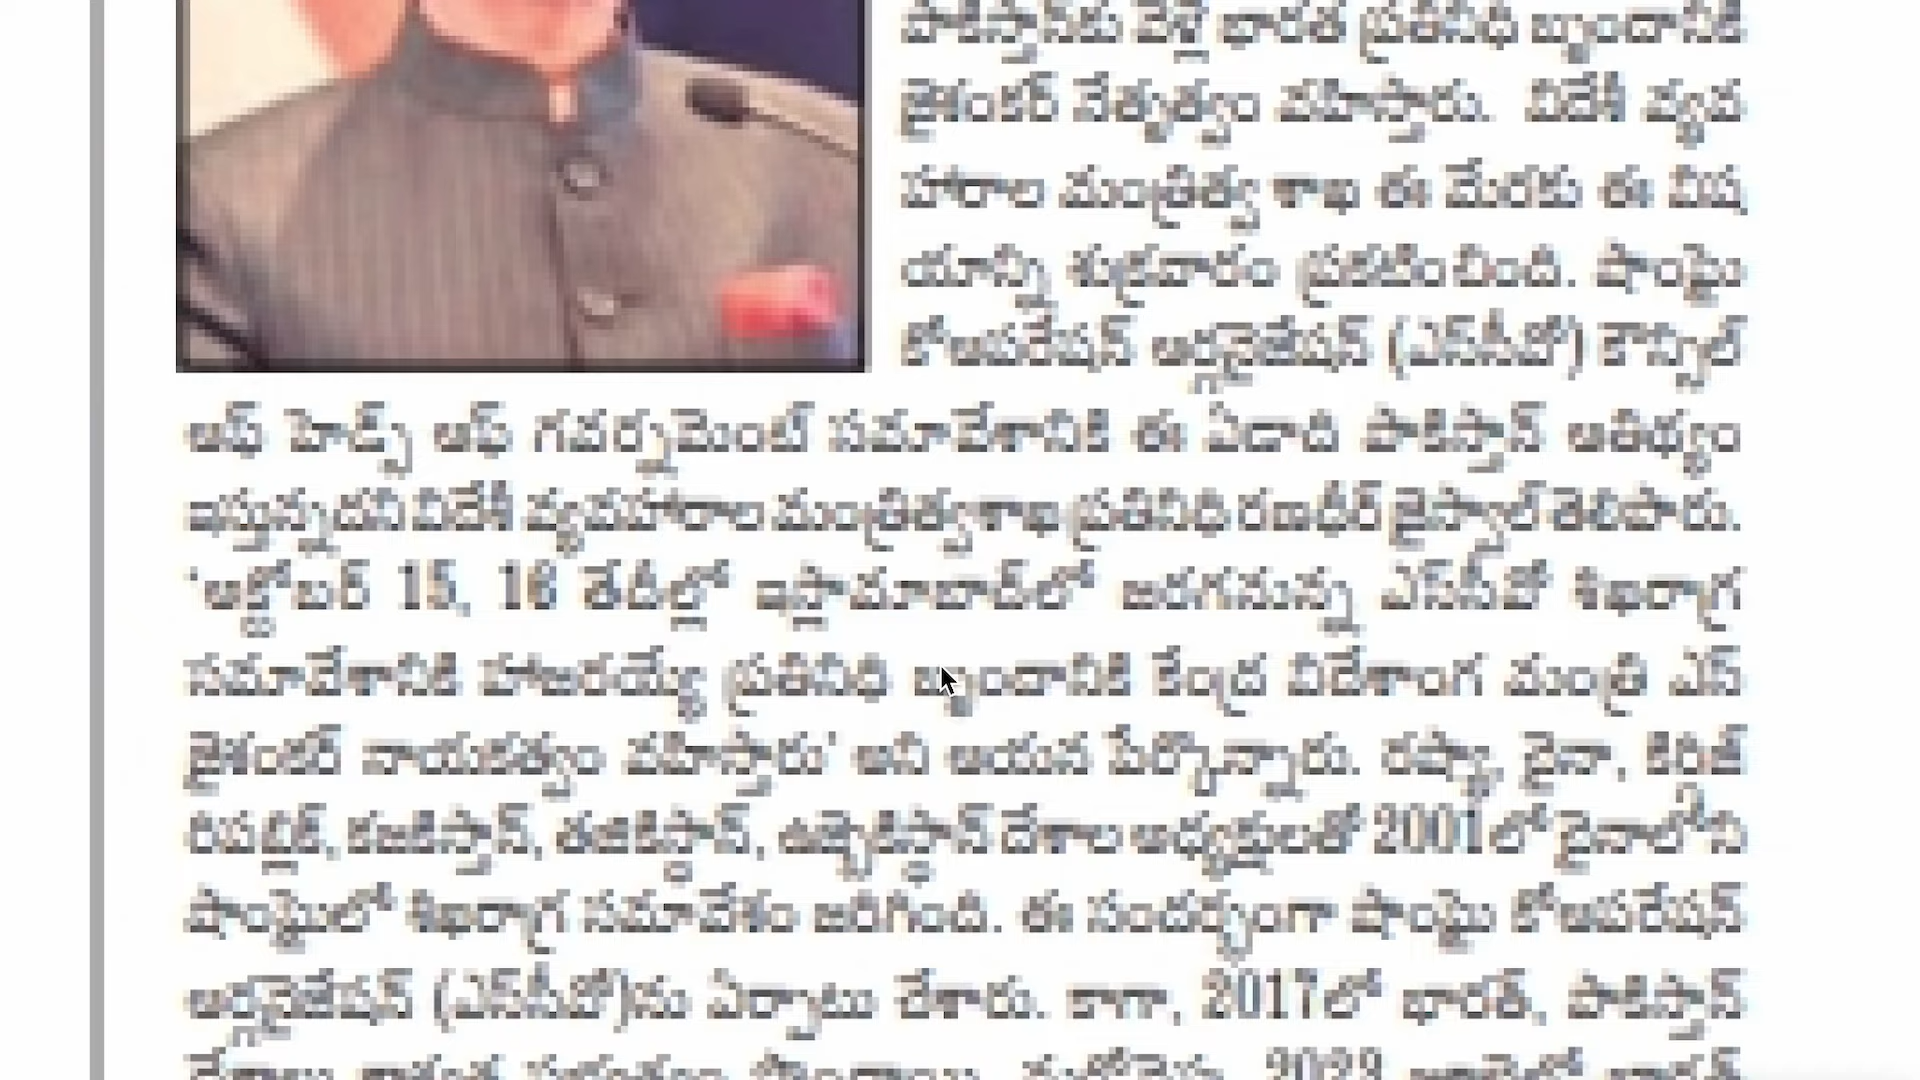 పాకిస్తాన్‌కు వెళ్లే భారత ప్రతినిధి బృందానికి
జైశంకర్ నేతృత్వం వహిస్తారు. విదేశీ వ్యవ
హారాల మంత్రిత్వ శాఖ ఈ మేరకు ఈ విష
యాన్ని శుక్రవారం ప్రకటించింది. షాంఘై
కోఆపరేషన్ ఆర్గనైజేషన్ (ఎస్‌సీవో) కౌన్సిల్
ఆఫ్ హెడ్స్ ఆఫ్ గవర్నమెంట్ సమావేశానికి ఈ ఏడాది పాకిస్తాన్ ఆతిథ్యం
ఇస్తున్నదని విదేశీ వ్యవహారాల మంత్రిత్వశాఖ ప్రతినిధి రణధీర్ జైస్వాల్ తెలిపారు.
'అక్టోబర్ 15, 16 తేదీల్లో ఇస్లామాబాద్‌లో జరగనున్న ఎస్‌సీవో శిఖరాగ్ర
సమావేశానికి హాజరయ్యే ప్రతినిధి బృందానికి కేంద్ర విదేశాంగ మంత్రి ఎస్
జైశంకర్ నాయకత్వం వహిస్తారు' అని ఆయన పేర్కొన్నారు. రష్యా, చైనా, కిర్గిజ్
రిపబ్లిక్, కజకిస్తాన్, తజికిస్థాన్, ఉజ్బెకిస్థాన్ దేశాల అధ్యక్షులతో 2001లో చైనాలోని
షాంఘైలో శిఖరాగ్ర సమావేశం జరిగింది. ఈ సందర్భంగా షాంఘై కోఆపరేషన్
ఆర్గనైజేషన్ (ఎస్‌సీవో)ను ఏర్పాటు చేశారు. కాగా, 2017లో భారత్, పాకిస్తాన్